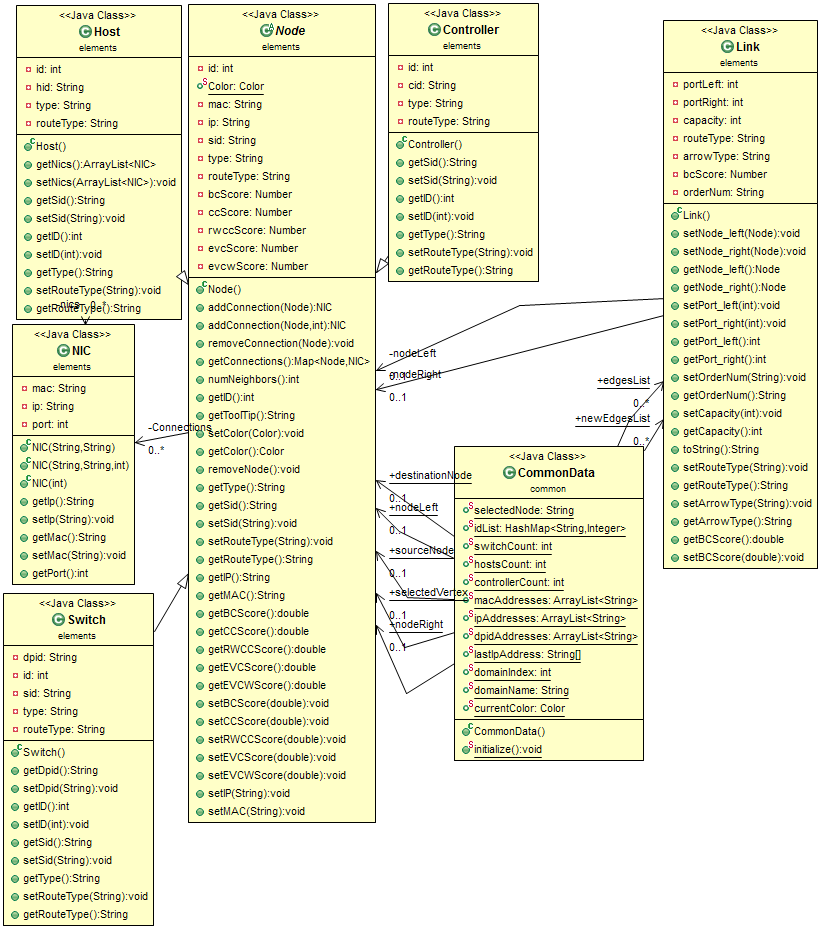 <<Java Class>>
Host
elements
id: int
hid: String
type: String
routeType: String
Host()
getNics():ArrayList<NIC>
setNics(ArrayList<NIC>):void
getSid():String
setSid(String):void
getID():int
setID(int):void
getType():String
setRouteType(String):void
getRouteType():String
-nics
0..*
<<Java Class>>
NIC
elements
mac: String
ip: String
port: int
NIC(String,String)
NIC(String,String,int)
NIC(int)
getIp():String
setIp(String):void
getMac():String
setMac(String):void
getPort():int
<<Java Class>>
Switch
elements
dpid: String
id: int
sid: String
type: String
routeType: String
Switch()
getDpid():String
setDpid(String):void
getID():int
setID(int):void
getSid():String
setSid(String):void
getType():String
setRouteType(String):void
getRouteType():String
-Connections
0..*
<<Java Class>>
Node
elements
id: int
Color: Color
mac: String
ip: String
sid: String
type: String
routeType: String
bcScore: Number
ccScore: Number
rwccScore: Number
evcScore: Number
evcwScore: Number
Node()
addConnection(Node):NIC
addConnection(Node,int):NIC
removeConnection(Node):void
getConnections():Map<Node,NIC>
numNeighbors():int
getID():int
getToolTip():String
setColor(Color):void
getColor():Color
removeNode():void
getType():String
getSid():String
setSid(String):void
setRouteType(String):void
getRouteType():String
getIP():String
getMAC():String
getBCScore():double
getCCScore():double
getRWCCScore():double
getEVCScore():double
getEVCWScore():double
setBCScore(double):void
setCCScore(double):void
setRWCCScore(double):void
setEVCScore(double):void
setEVCWScore(double):void
setIP(String):void
setMAC(String):void
<<Java Class>>
Controller
elements
id: int
cid: String
type: String
routeType: String
Controller()
getSid():String
setSid(String):void
getID():int
setID(int):void
getType():String
setRouteType(String):void
getRouteType():String
-nodeLeft
0..1
-nodeRight
0..1
+destinationNode
0..1
+nodeLeft
0..1
+sourceNode
0..1
+selectedVertex
0..1
+nodeRight
0..1
<<Java Class>>
CommonData
common
selectedNode: String
idList: HashMap<String,Integer>
switchCount: int
hostsCount: int
controllerCount: int
macAddresses: ArrayList<String>
ipAddresses: ArrayList<String>
dpidAddresses: ArrayList<String>
lastIpAddress: String[]
domainIndex: int
domainName: String
currentColor: Color
CommonData()
initialize():void
+edgesList
0..*
+newEdgesList
0..*
<<Java Class>>
Link
elements
portLeft: int
portRight: int
capacity: int
routeType: String
arrowType: String
bcScore: Number
orderNum: String
Link()
setNode_left(Node):void
setNode_right(Node):void
getNode_left():Node
getNode_right():Node
setPort_left(int):void
setPort_right(int):void
getPort_left():int
getPort_right():int
setOrderNum(String):void
getOrderNum():String
setCapacity(int):void
getCapacity():int
toString():String
setRouteType(String):void
getRouteType():String
setArrowType(String):void
getArrowType():String
getBCScore():double
setBCScore(double):void